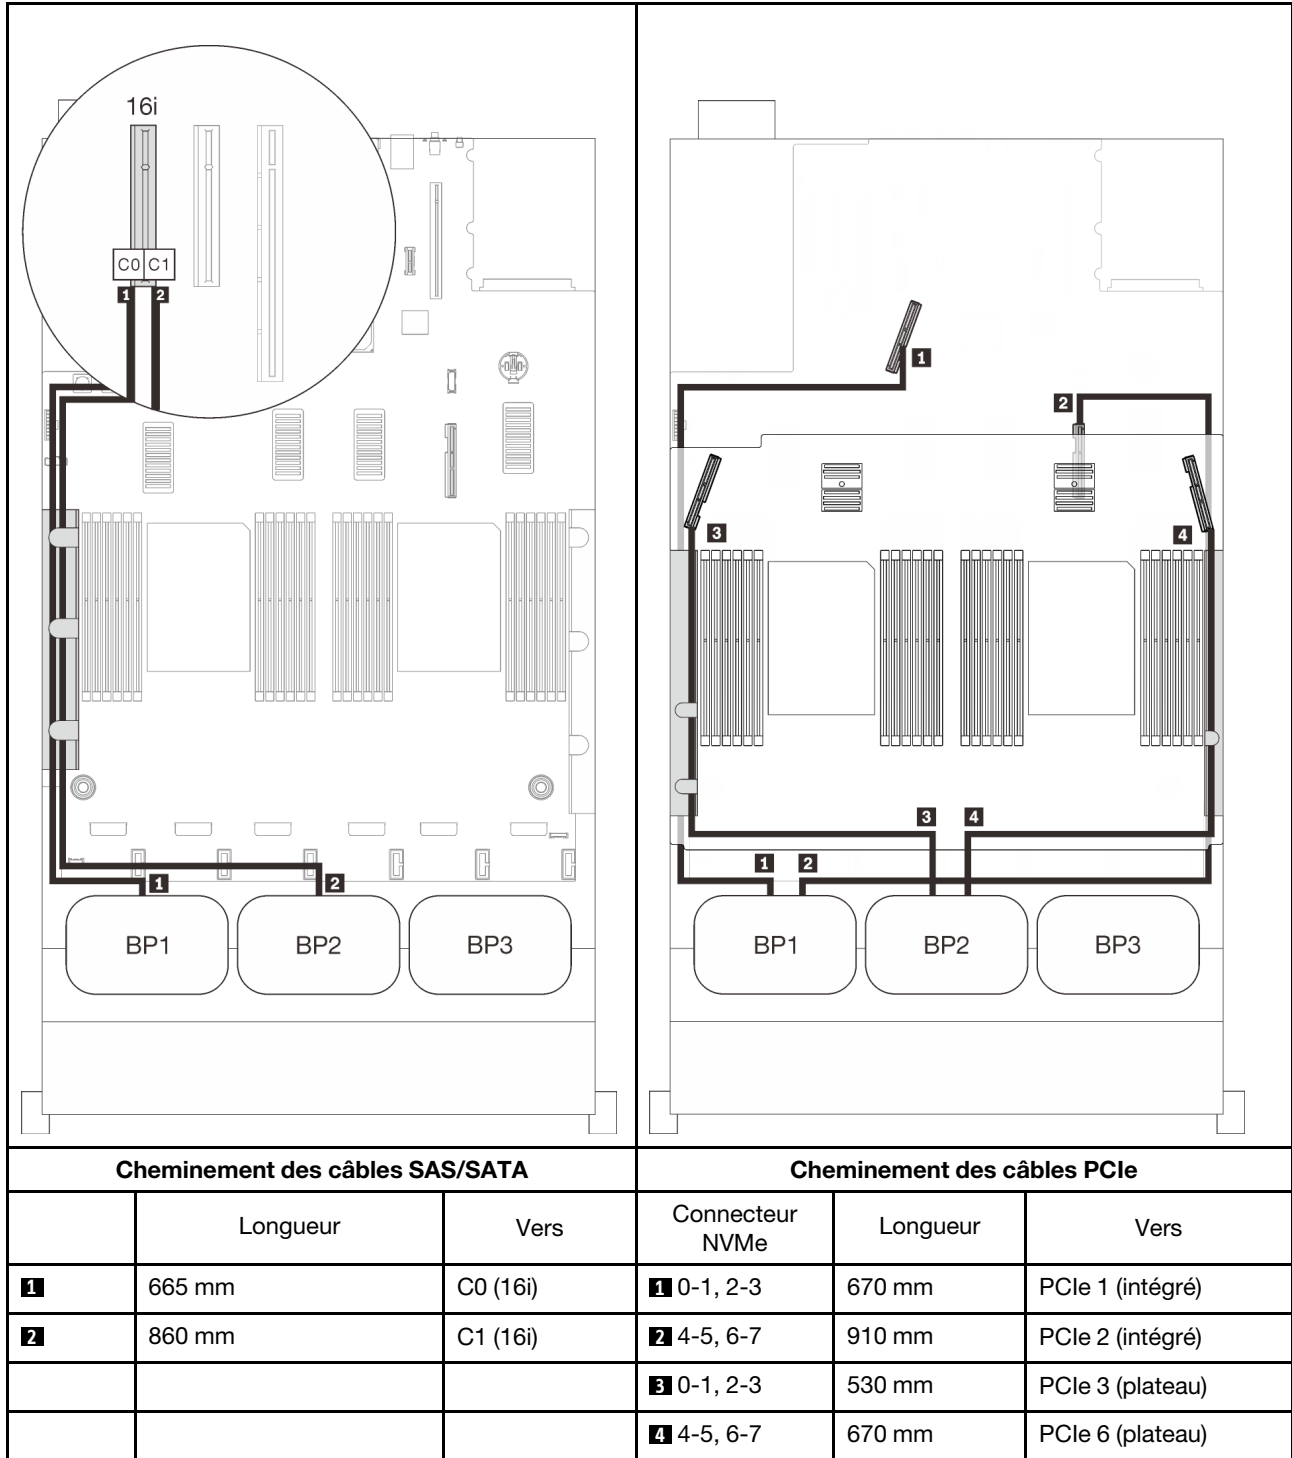 16i
C0 C1
1 2
1 2
BP1 BP2 BP3
1
2
3 4
3 4
1 2
BP1 BP2 BP3
Cheminement des câbles SAS/SATA
Cheminement des câbles PCIe
Longueur
Vers
Connecteur
NVMe
Longueur
Vers
1 665 mm C0 (16i)
1 0-1, 2-3 670 mm PCIe 1 (intégré)
2 860 mm C1 (16i)
2 4-5, 6-7 910 mm PCIe 2 (intégré)
3 0-1, 2-3 530 mm PCIe 3 (plateau)
4 4-5, 6-7 670 mm PCIe 6 (plateau)